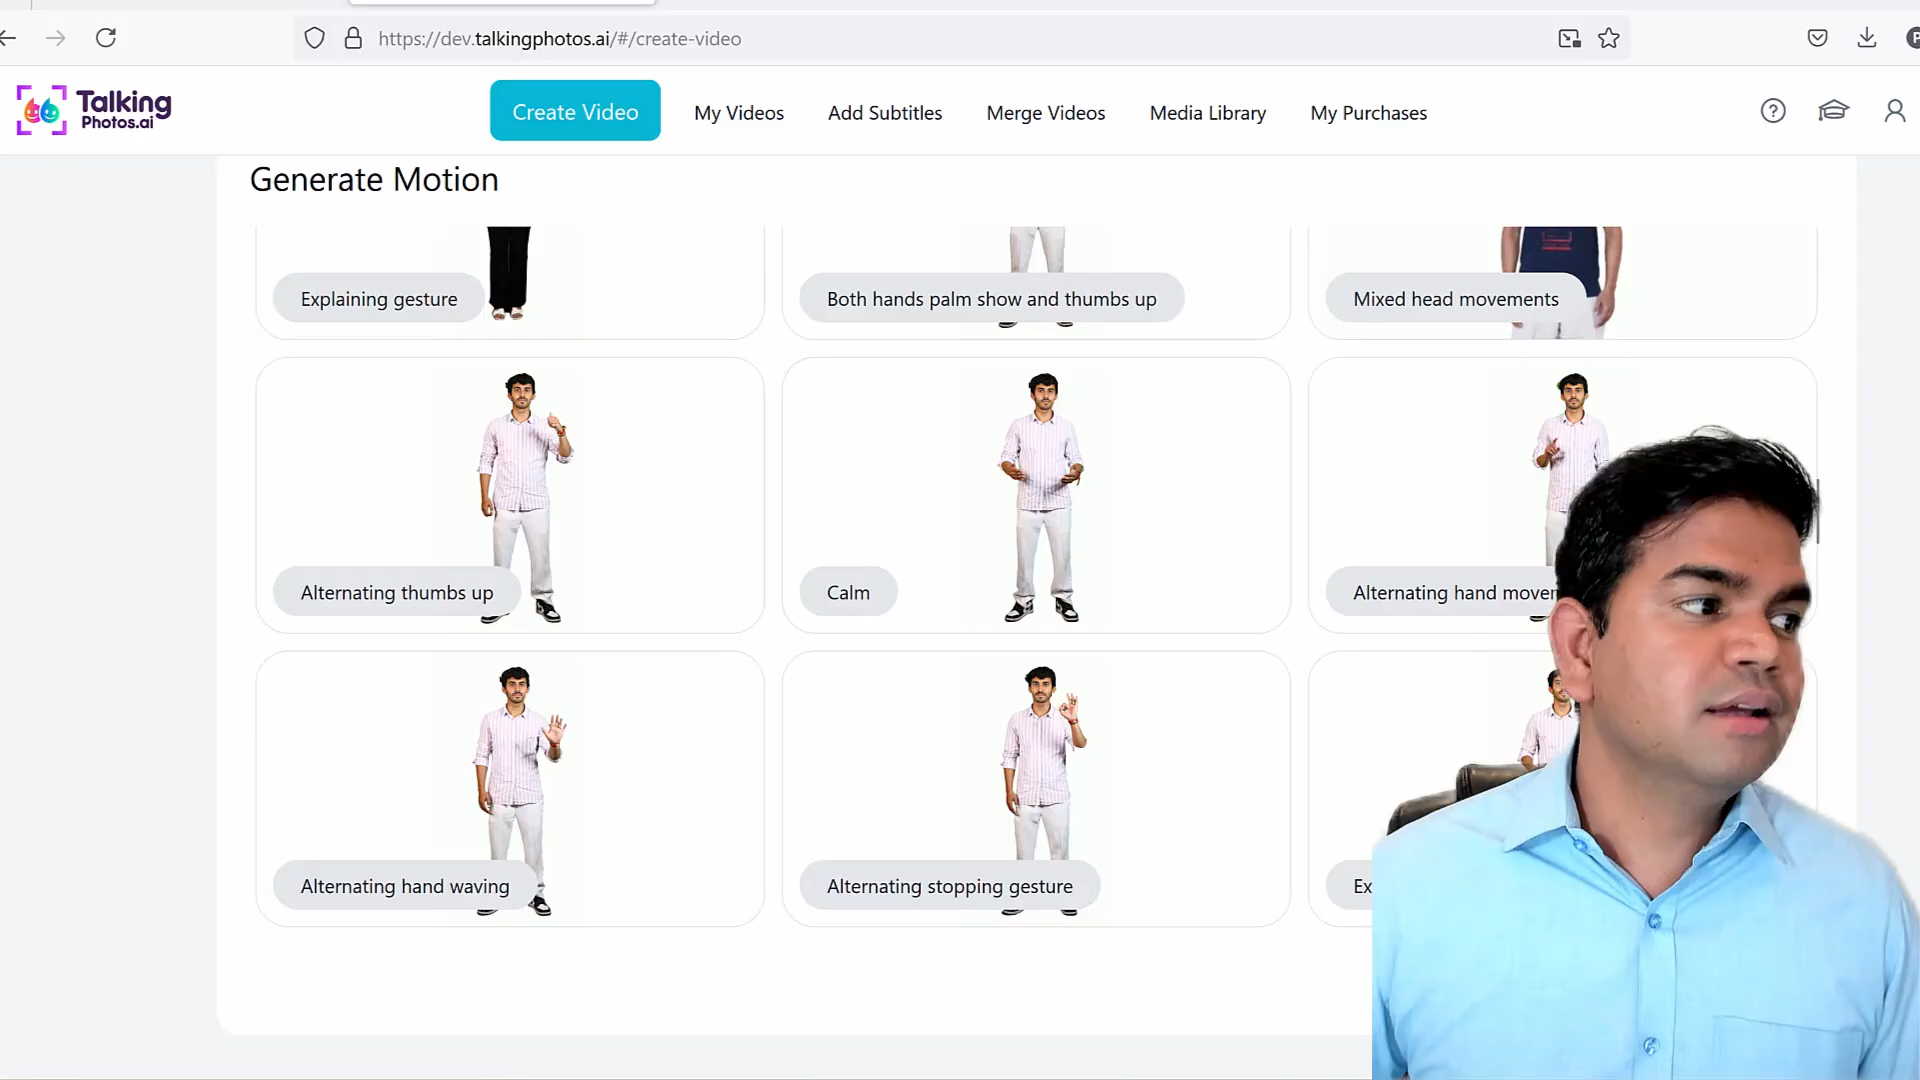 https://dev.talkingphotos.ai/#/create-video
Talking
Photos.ai
Create Video
My Videos
Add Subtitles
Merge Videos
Media Library
My Purchases
Generate Motion
Explaining gesture
Both hands palm show and thumbs up
Mixed head movements
Alternating thumbs up
Calm
Alternating hand movem
Alternating hand waving
Alternating stopping gesture
Ex